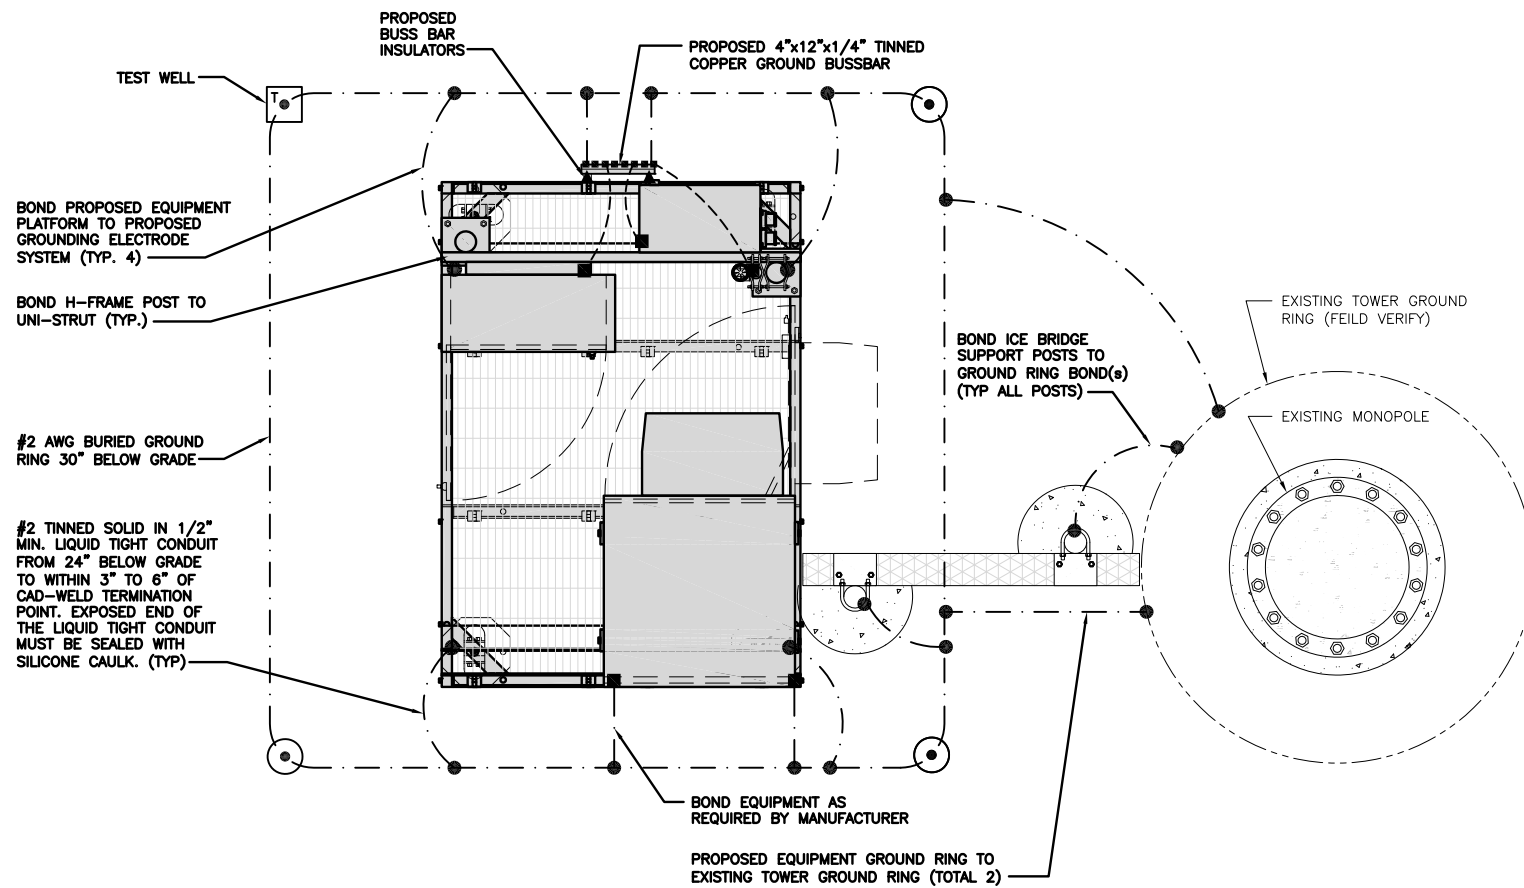 PROPOSED
BUSS BAR
INSULATORS
PROPOSED 4"x12"x1/4" TINNED
COPPER GROUND BUSSBAR
TEST WELL
T
BOND PROPOSED EQUIPMENT
PLATFORM TO PROPOSED
GROUNDING ELECTRODE
SYSTEM (TYP. 4)
BOND H-FRAME POST TO
UNI-STRUT (TYP.)
EXISTING TOWER GROUND
RING (FEILD VERIFY)
BOND ICE BRIDGE
SUPPORT POSTS TO
GROUND RING BOND(s)
(TYP ALL POSTS)
EXISTING MONOPOLE
#2 AWG BURIED GROUND
RING 30" BELOW GRADE
#2 TINNED SOLID IN 1/2"
MIN. LIQUID TIGHT CONDUIT
FROM 24" BELOW GRADE
TO WITHIN 3" TO 6" OF
CAD-WELD TERMINATION
POINT. EXPOSED END OF
THE LIQUID TIGHT CONDUIT
MUST BE SEALED WITH
SILICONE CAULK. (TYP)
BOND EQUIPMENT AS
REQUIRED BY MANUFACTURER
PROPOSED EQUIPMENT GROUND RING TO
EXISTING TOWER GROUND RING (TOTAL 2)